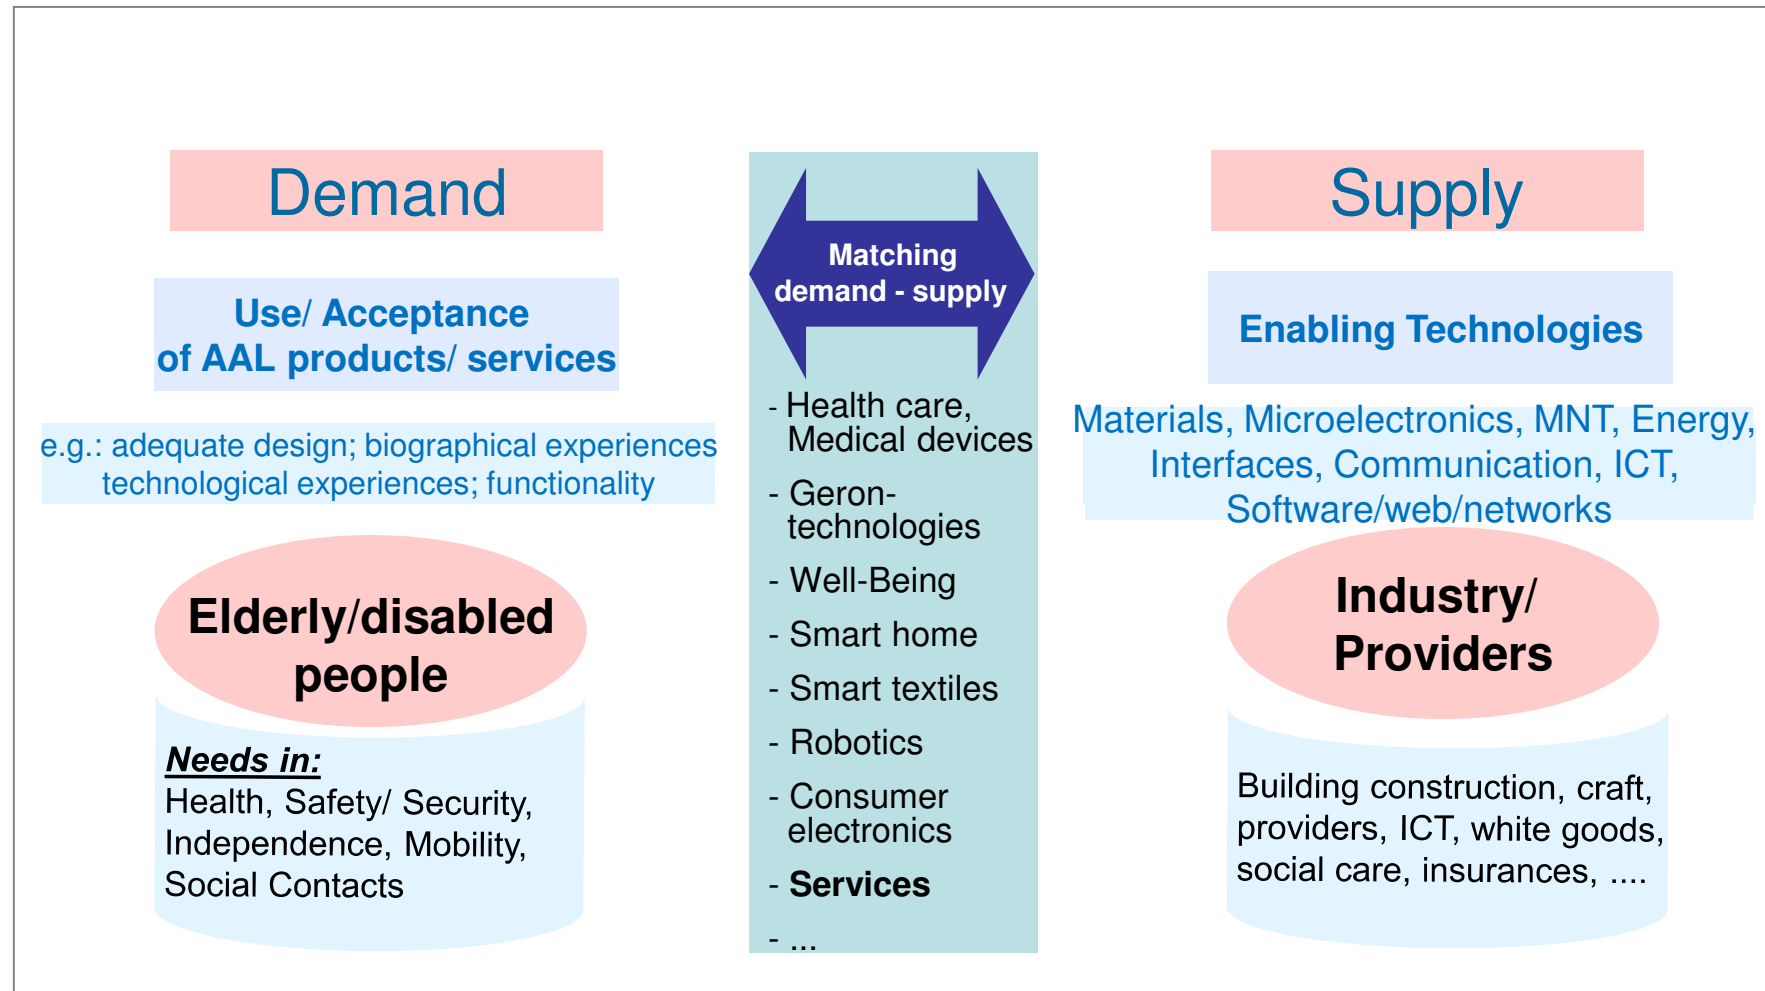 Demand
Use/ Acceptance
of AAL products/ services
e.g.: adequate design; biographical experiences
technological experiences; functionality
Elderly/disabled
people
Needs in:
Health, Safety/ Security,
Independence, Mobility,
Social Contacts
Matching
demand - supply
- Health care,
Medical devices
- Geron-
technologies
- Well-Being
- Smart home
- Smart textiles
- Robotics
- Consumer
electronics
- Services
- ...
Supply
Enabling Technologies
Materials, Microelectronics, MNT, Energy,
Interfaces, Communication, ICT,
Software/web/networks
Industry/
Providers
Building construction, craft,
providers, ICT, white goods,
social care, insurances, ....